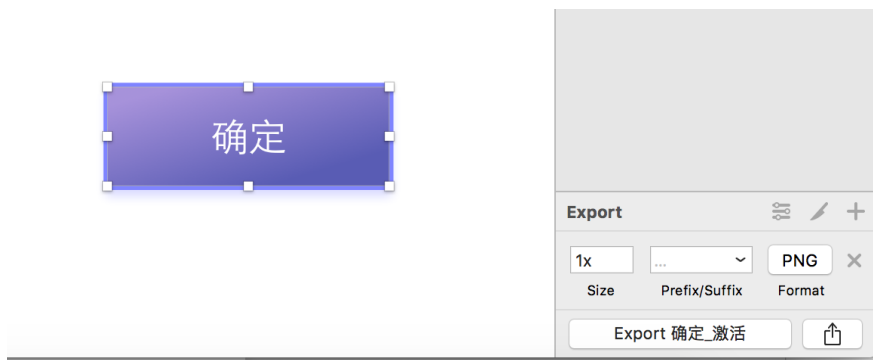 确定
Export
1x
...
PNG
Size
Prefix/Suffix
Format
Export 确定_激活